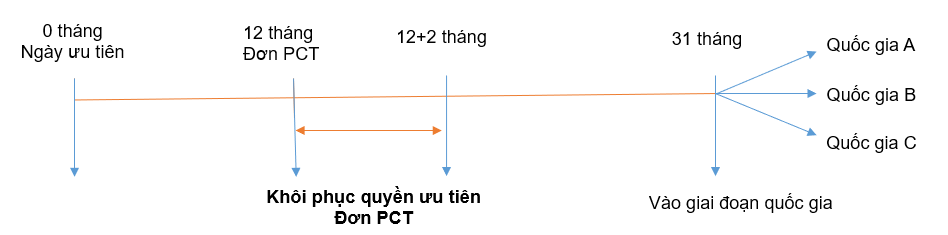 0 tháng
Ngày ưu tiên
12 tháng
Đơn PCT
12+2 tháng
31 tháng
Quốc gia A
Quốc gia B
Quốc gia C
Khôi phục quyền ưu tiên
Đơn PCT
Vào giai đoạn quốc gia